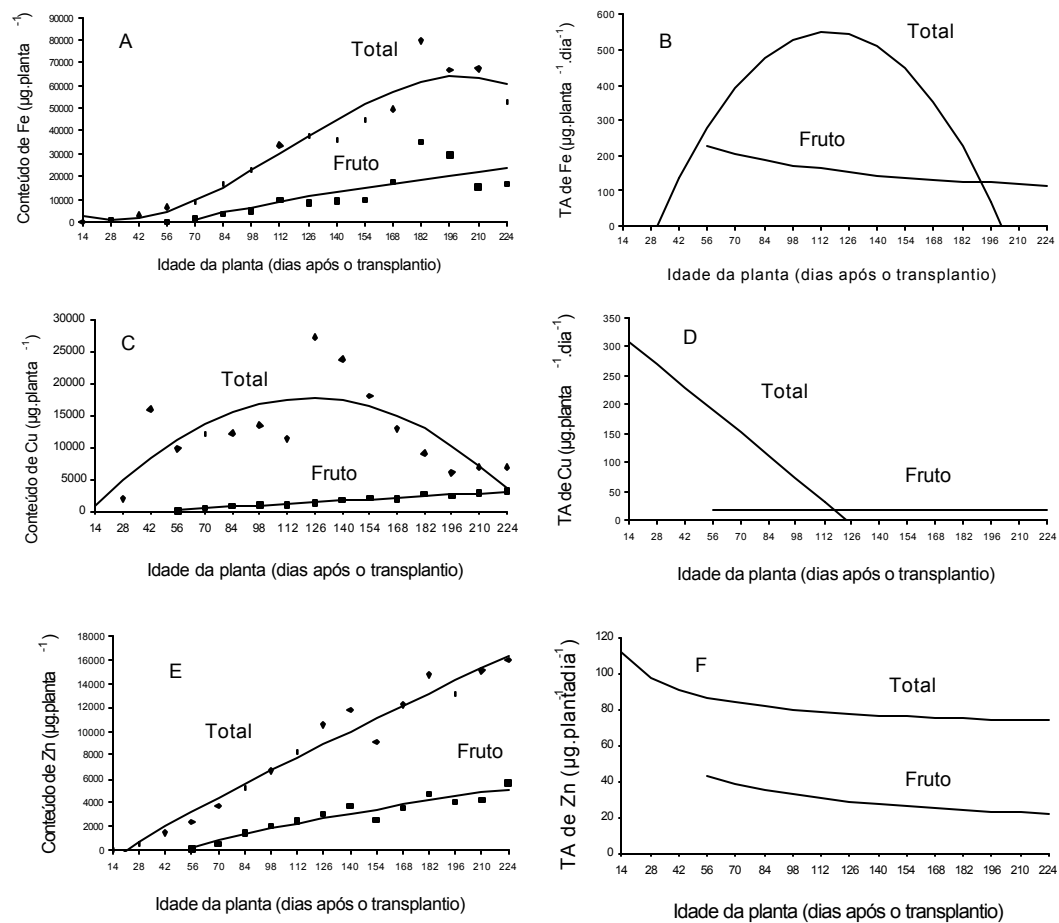 A
Conteúdo de Fe (µg.planta -1)
90000
80000
70000
60000
50000
40000
30000
20000
10000
0
Total
Fruto
14 28 42 56 70 84 98 112 126 140 154 168 182 196 210 224
Idade da planta (dias após o transplantio)
B
TA de Fe (µg.planta -1.dia-1)
600
500
400
300
200
100
0
Total
Fruto
14 28 42 56 70 84 98 112 126 140 154 168 182 196 210 224
Idade da planta (dias após o transplantio)
C
Conteúdo de Cu (µg.planta -1)
30000
25000
20000
15000
10000
5000
0
Total
Fruto
14 28 42 56 70 84 98 112 126 140 154 168 182 196 210 224
Idade da planta (dias após o transplantio)
D
TA de Cu (µg.planta -1.dia-1)
350
300
250
200
150
100
50
0
Total
Fruto
14 28 42 56 70 84 98 112 126 140 154 168 182 196 210 224
Idade da planta (dias após o transplantio)
E
Conteúdo de Zn (µg.planta -1)
18000
16000
14000
12000
10000
8000
6000
4000
2000
0
Total
Fruto
14 28 42 56 70 84 98 112 126 140 154 168 182 196 210 224
Idade da planta (dias após o transplantio)
F
TA de Zn (µg.planta-1dia-1)
120
100
80
60
40
20
0
Total
Fruto
14 28 42 56 70 84 98 112 126 140 154 168 182 196 210 224
Idade da planta (dias após o transplantio)